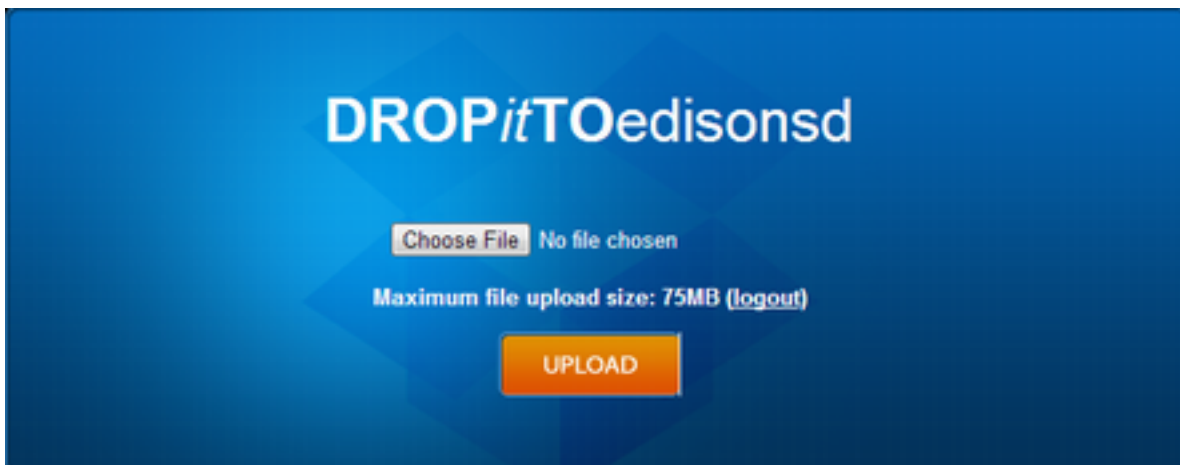 DROPitTOedisonsd
Choose File No file chosen
Maximum file upload size: 75MB (logout)
UPLOAD